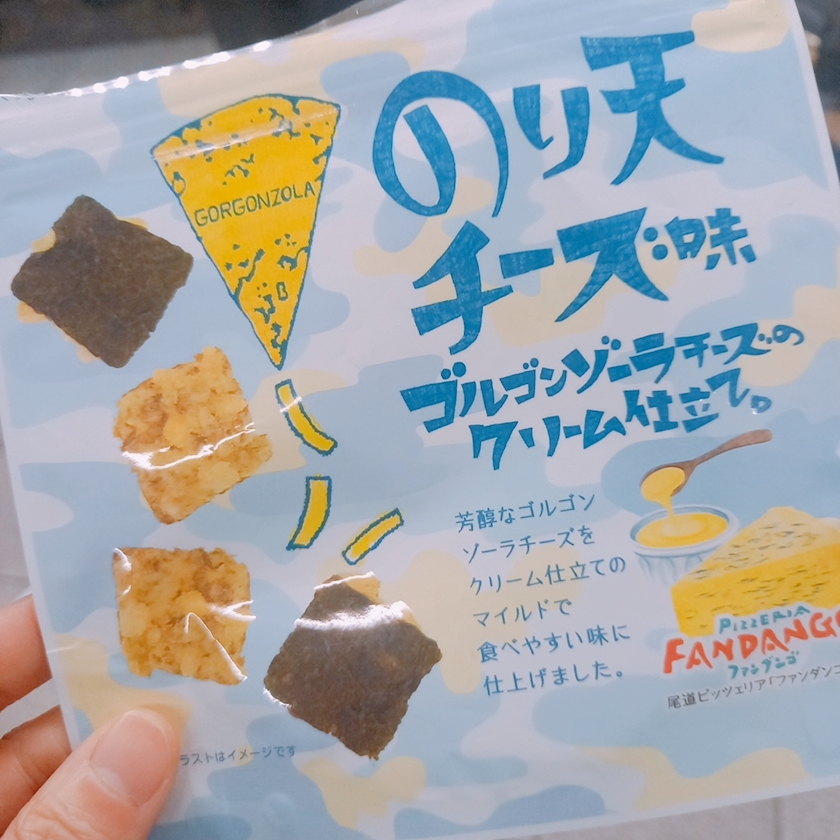 GORGONZOLA
のり天
チーズ味
ゴルゴンゾーラチーズの
クリーム仕立て。
芳醇なゴルゴン
ゾーラチーズを
クリーム仕立ての
マイルドで
食べやすい味に
仕上げました。
PIZZERIA
FANDANGO
ファンダンゴ
尾道ピッツェリア「ファンダンゴ
ラストはイメージです